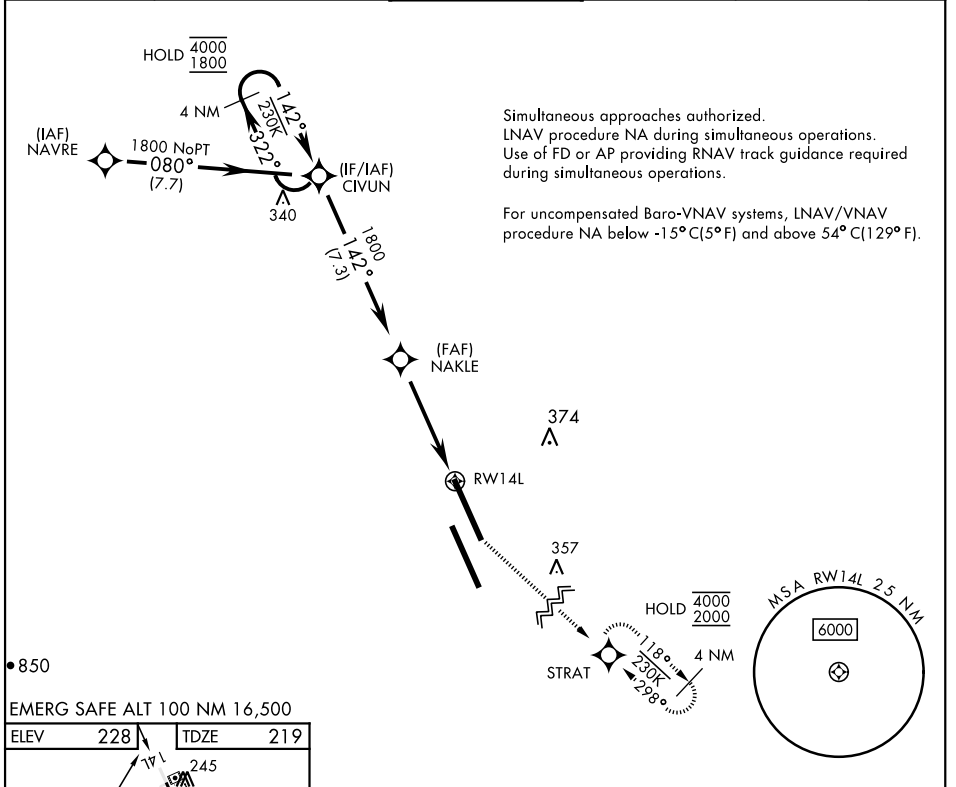 HOLD 4000
1800
4 NM
142°
230K
322°
(IAF)
NAVRE
1800 NoPT
080°
(7.7)
(IF/IAF)
CIVUN
340
1800
142°
(7.3)
Simultaneous approaches authorized.
LNAV procedure NA during simultaneous operations.
Use of FD or AP providing RNAV track guidance required
during simultaneous operations.
For uncompensated Baro-VNAV systems, LNAV/VNAV
procedure NA below -15°C(5°F) and above 54°C(129°F).
(FAF)
NAKLE
374
RW14L
357
HOLD 4000
2000
118°
230K
298°
4 NM
STRAT
MSA RW14L 25 NM
6000
850
EMERG SAFE ALT 100 NM 16,500
ELEV 228
TDZE 219
14L
245